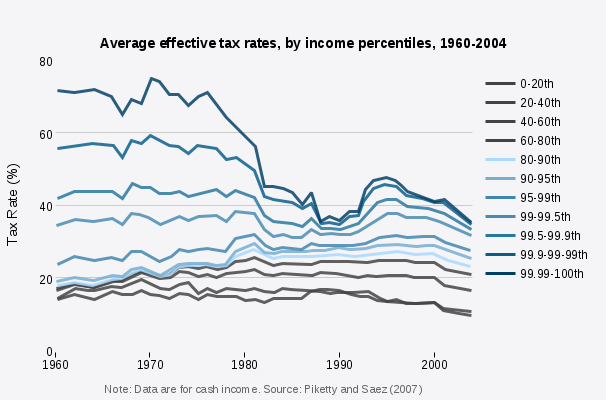 Average effective tax rates, by income percentiles, 1960-2004
80
60
40
20
0
Tax Rate (%)
1960
1970
1980
1990
2000
0-20th
20-40th
40-60th
60-80th
80-90th
90-95th
95-99th
99-99.5th
99.5-99.9th
99.9-99-99th
99.99-100th
Note: Data are for cash income. Source: Piketty and Saez (2007)